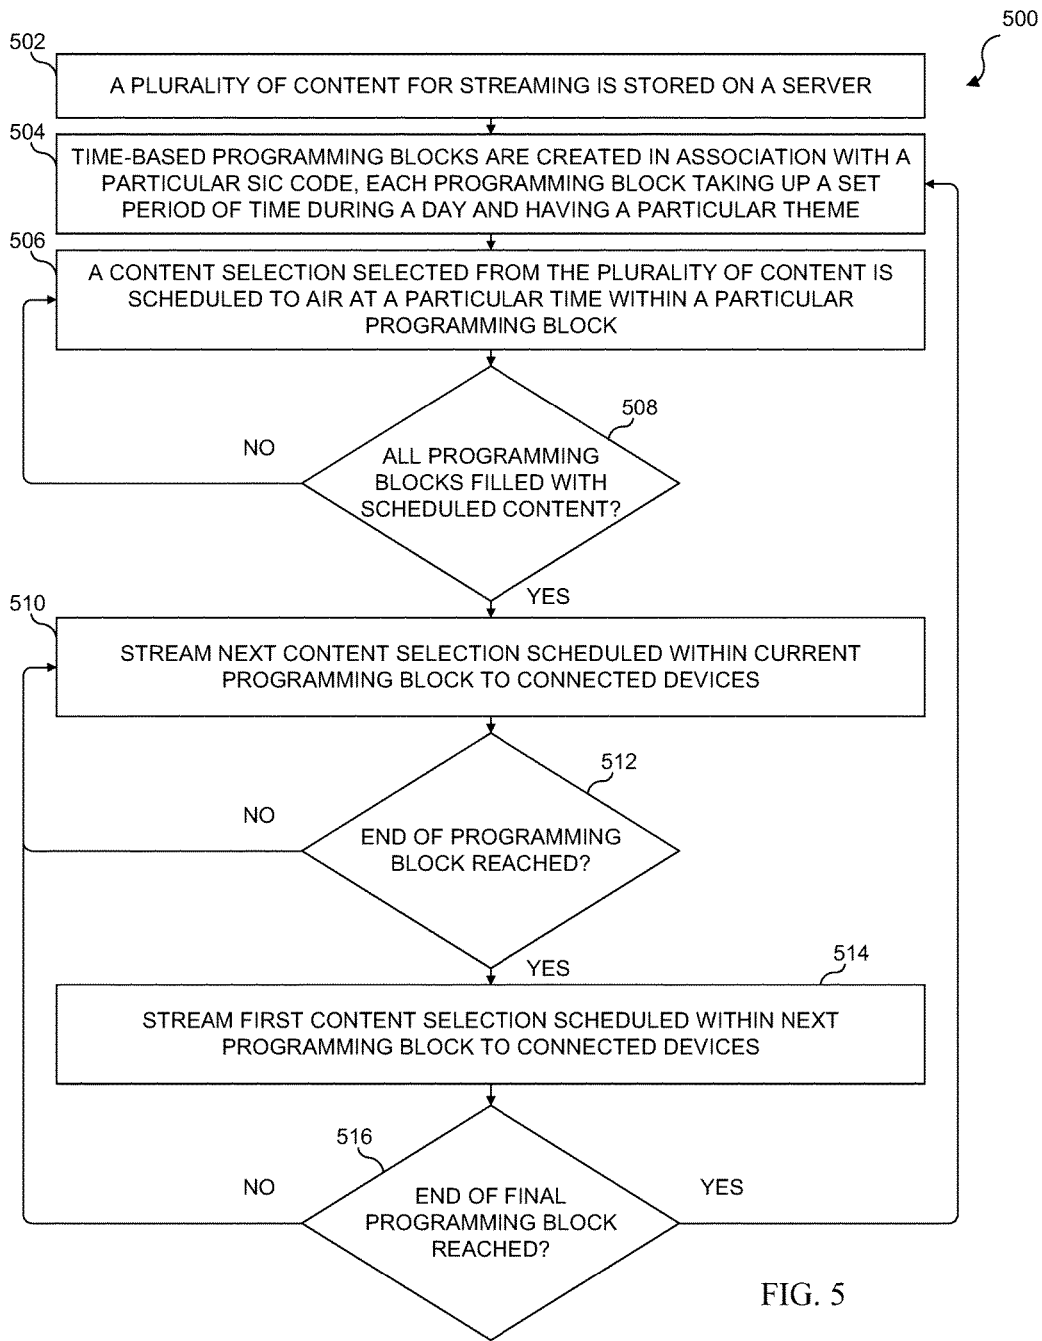 500
502
A PLURALITY OF CONTENT FOR STREAMING IS STORED ON A SERVER
504
TIME-BASED PROGRAMMING BLOCKS ARE CREATED IN ASSOCIATION WITH A
PARTICULAR SIC CODE, EACH PROGRAMMING BLOCK TAKING UP A SET
PERIOD OF TIME DURING A DAY AND HAVING A PARTICULAR THEME
506
A CONTENT SELECTION SELECTED FROM THE PLURALITY OF CONTENT IS
SCHEDULED TO AIR AT A PARTICULAR TIME WITHIN A PARTICULAR
PROGRAMMING BLOCK
508
NO
ALL PROGRAMMING
BLOCKS FILLED WITH
SCHEDULED CONTENT?
YES
510
STREAM NEXT CONTENT SELECTION SCHEDULED WITHIN CURRENT
PROGRAMMING BLOCK TO CONNECTED DEVICES
512
NO
END OF PROGRAMMING
BLOCK REACHED?
YES
514
STREAM FIRST CONTENT SELECTION SCHEDULED WITHIN NEXT
PROGRAMMING BLOCK TO CONNECTED DEVICES
516
NO
YES
END OF FINAL
PROGRAMMING BLOCK
REACHED?
FIG. 5